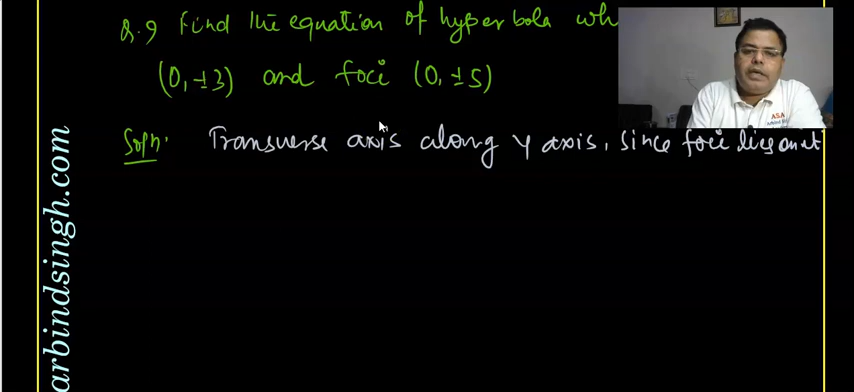 Q.9 Find the equation of hyperbola wh
(0, ±3) and foci (0, ±5)
Soln. Transverse axis along Y axis, since foci lies on it
ASA
arbindsingh.com